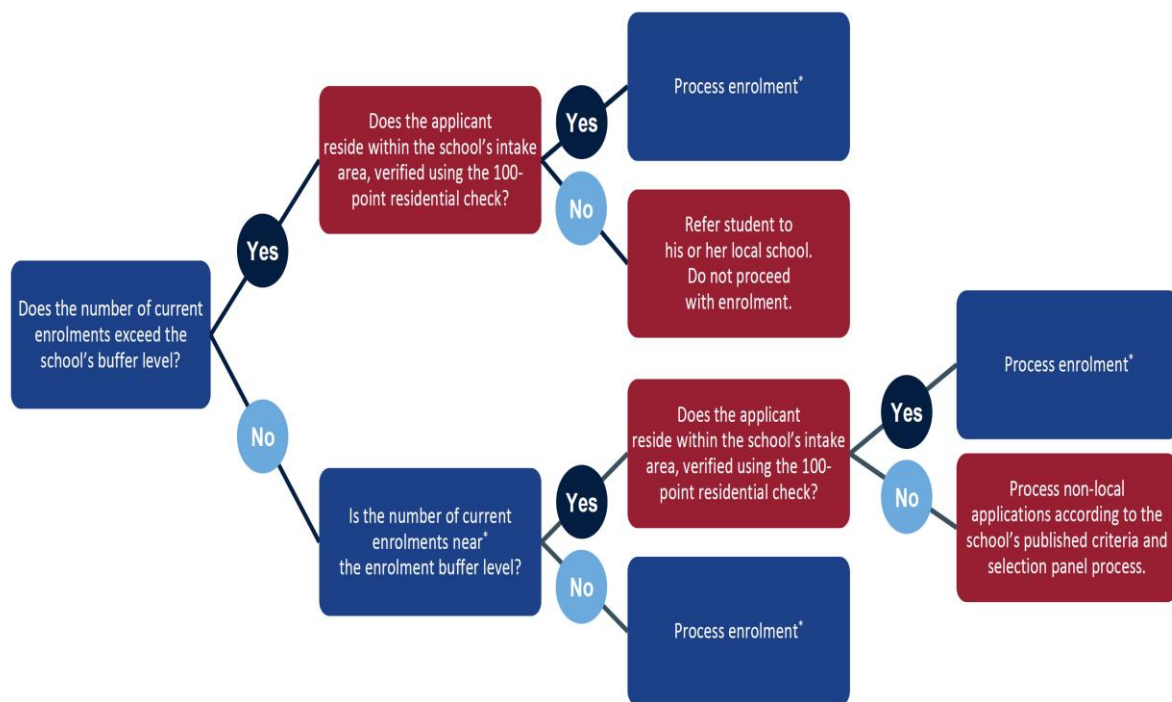 Does the number of current
enrolments exceed the
school's buffer level?
Yes
Does the applicant
reside within the school's intake
area, verified using the 100-
point residential check?
Yes
Process enrolment*
No
Refer student to
his or her local school.
Do not proceed
with enrolment.
No
Is the number of current
enrolments near*
the enrolment buffer level?
Yes
Does the applicant
reside within the school's intake
area, verified using the 100-
point residential check?
Yes
Process enrolment*
No
Process non-local
applications according to the
school's published criteria and
selection panel process.
No
Process enrolment*